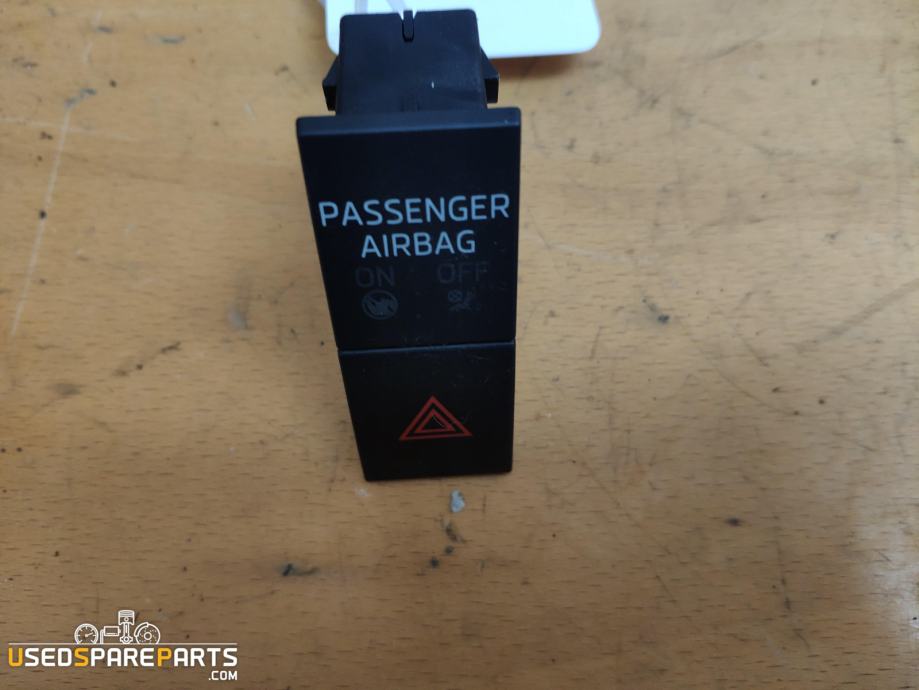 PASSENGER
AIRBAG
ON OFF
USEDSPAREPARTS
.COM